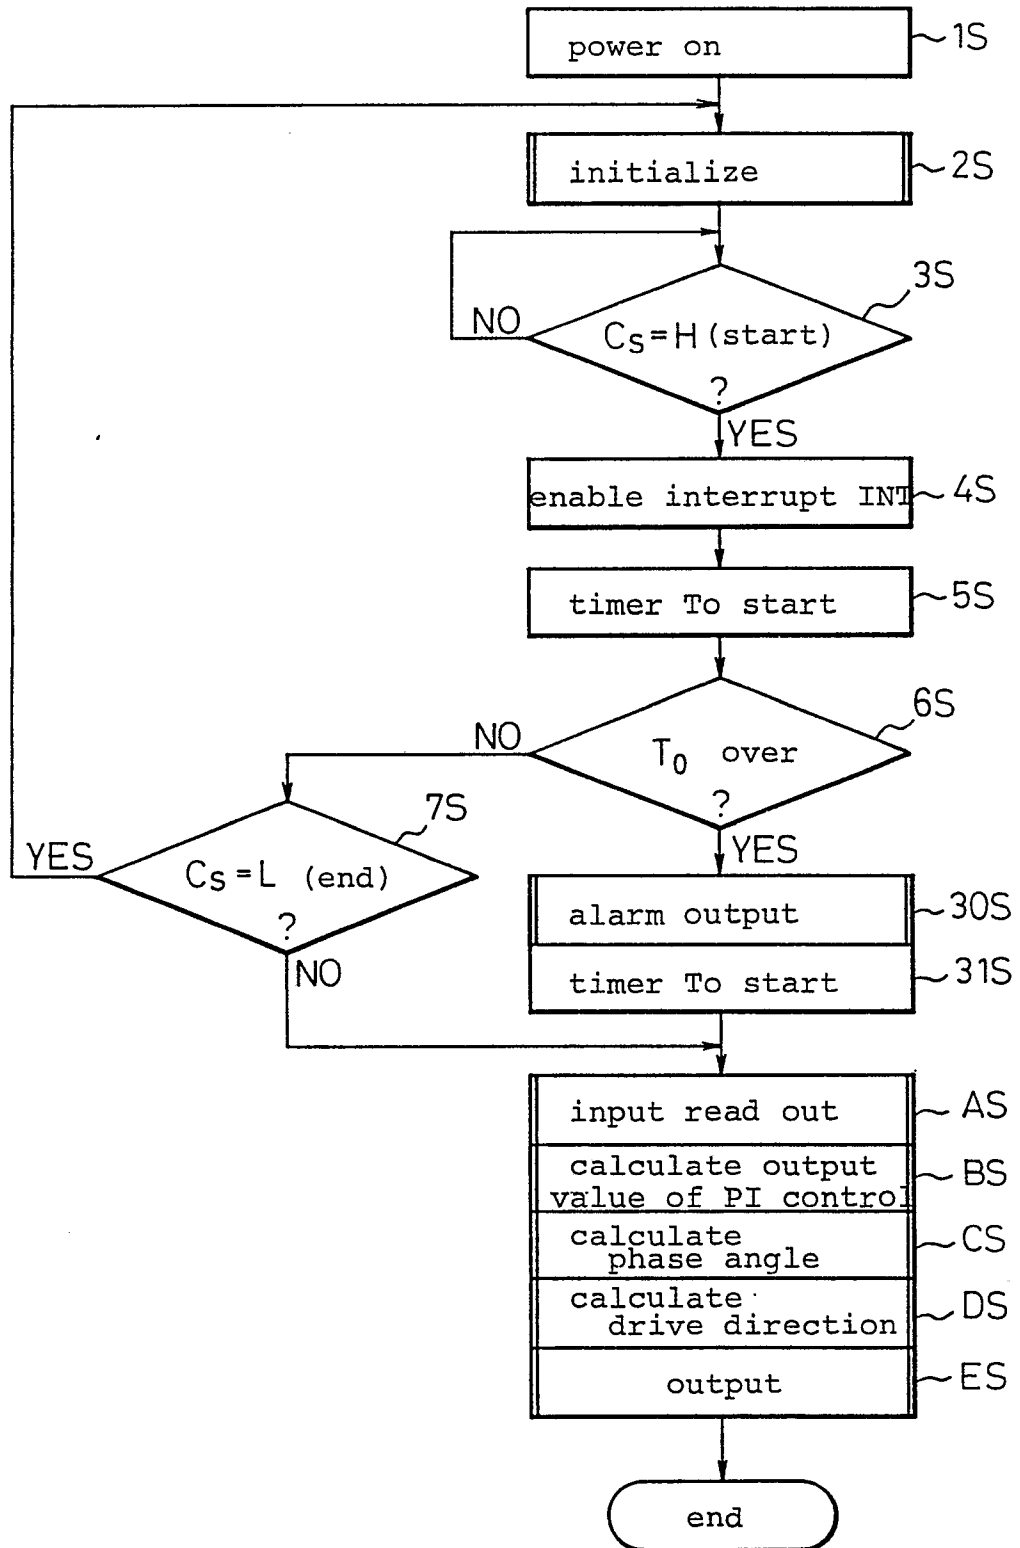 power on
1S
initialize
2S
3S
NO
Cs=H (start)
?
YES
enable interrupt INT
4S
timer To start
5S
6S
NO
T0 over
?
7S
YES
YES
Cs=L (end)
?
NO
alarm output
30S
timer To start
31S
input read out
AS
calculate output
value of PI control
BS
calculate
phase angle
CS
calculate
drive direction
DS
output
ES
end